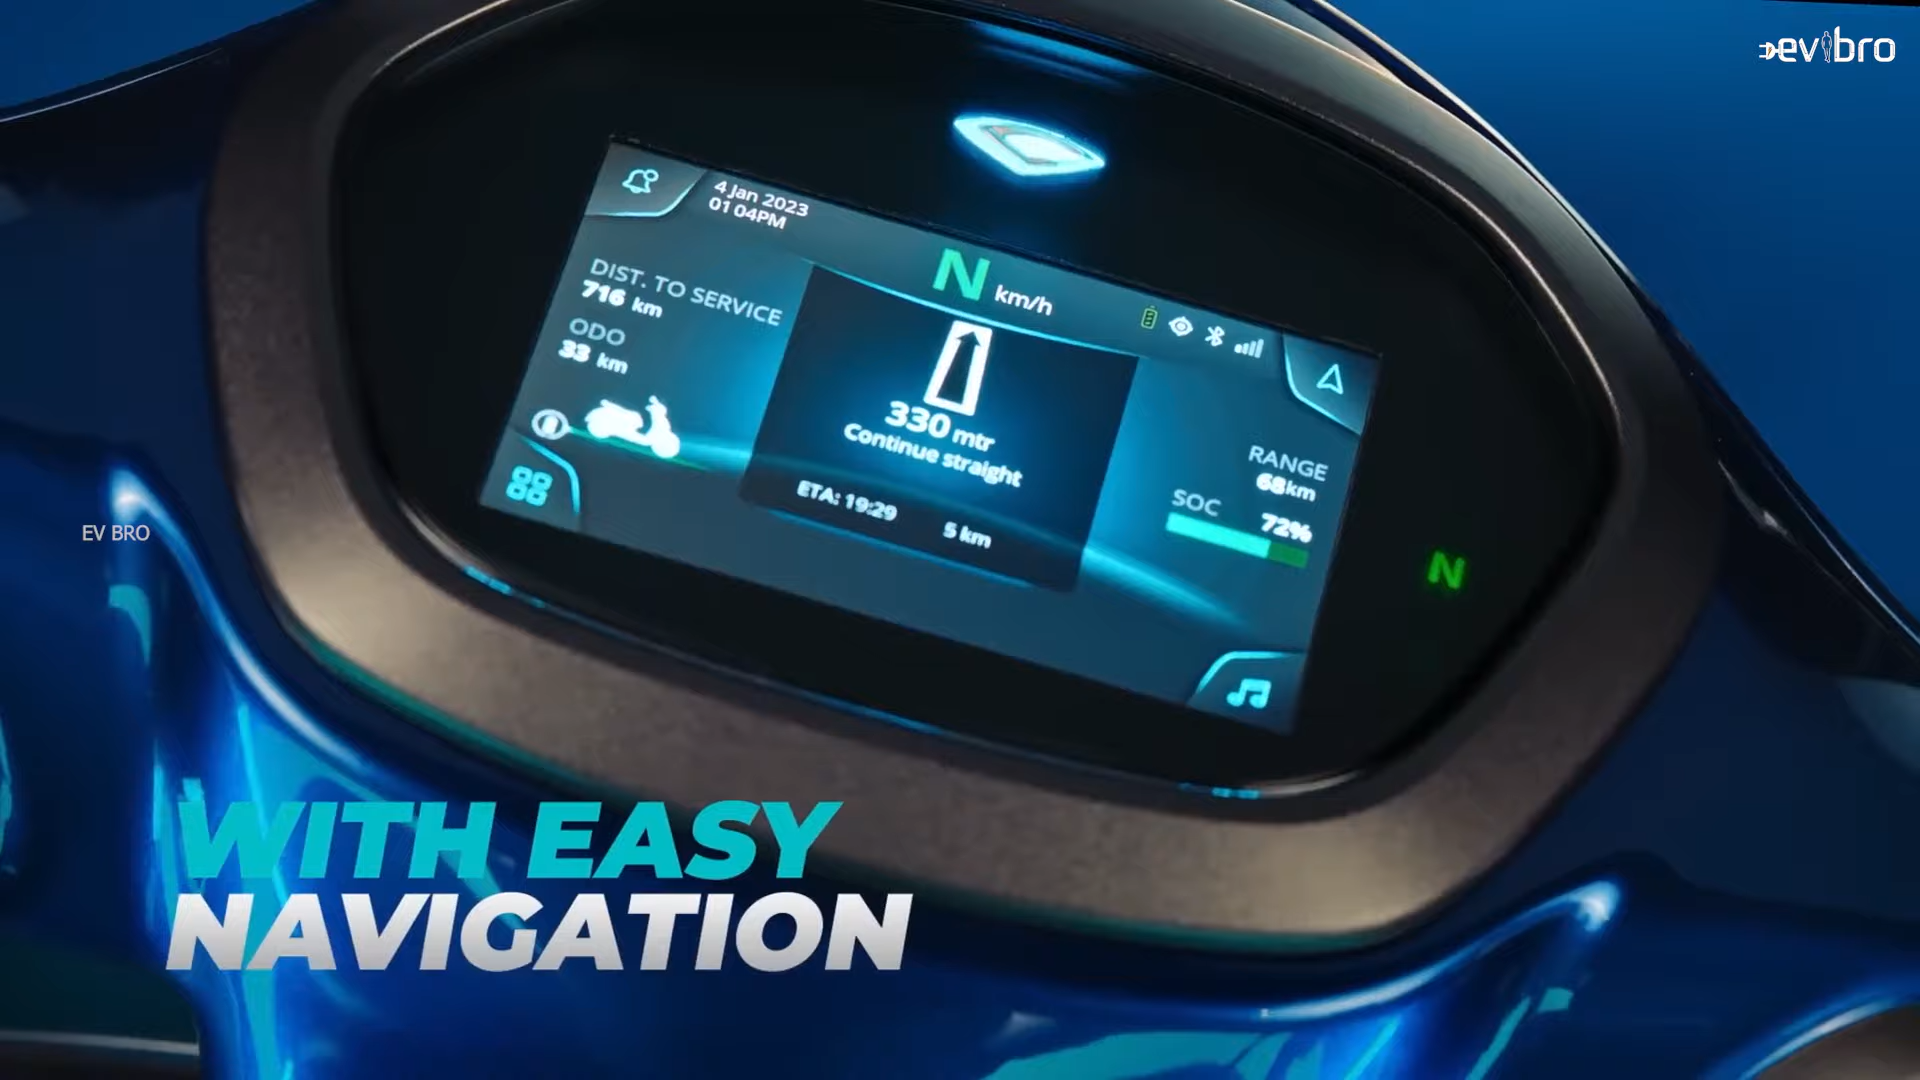 evbro
4 Jan 2023
01 04PM
N km/h
DIST. TO SERVICE
716 km
ODO
33 km
330 mtr
Continue straight
ETA: 19:29 5 km
RANGE
68km
SOC 72%
N
EV BRO
WITH EASY
NAVIGATION